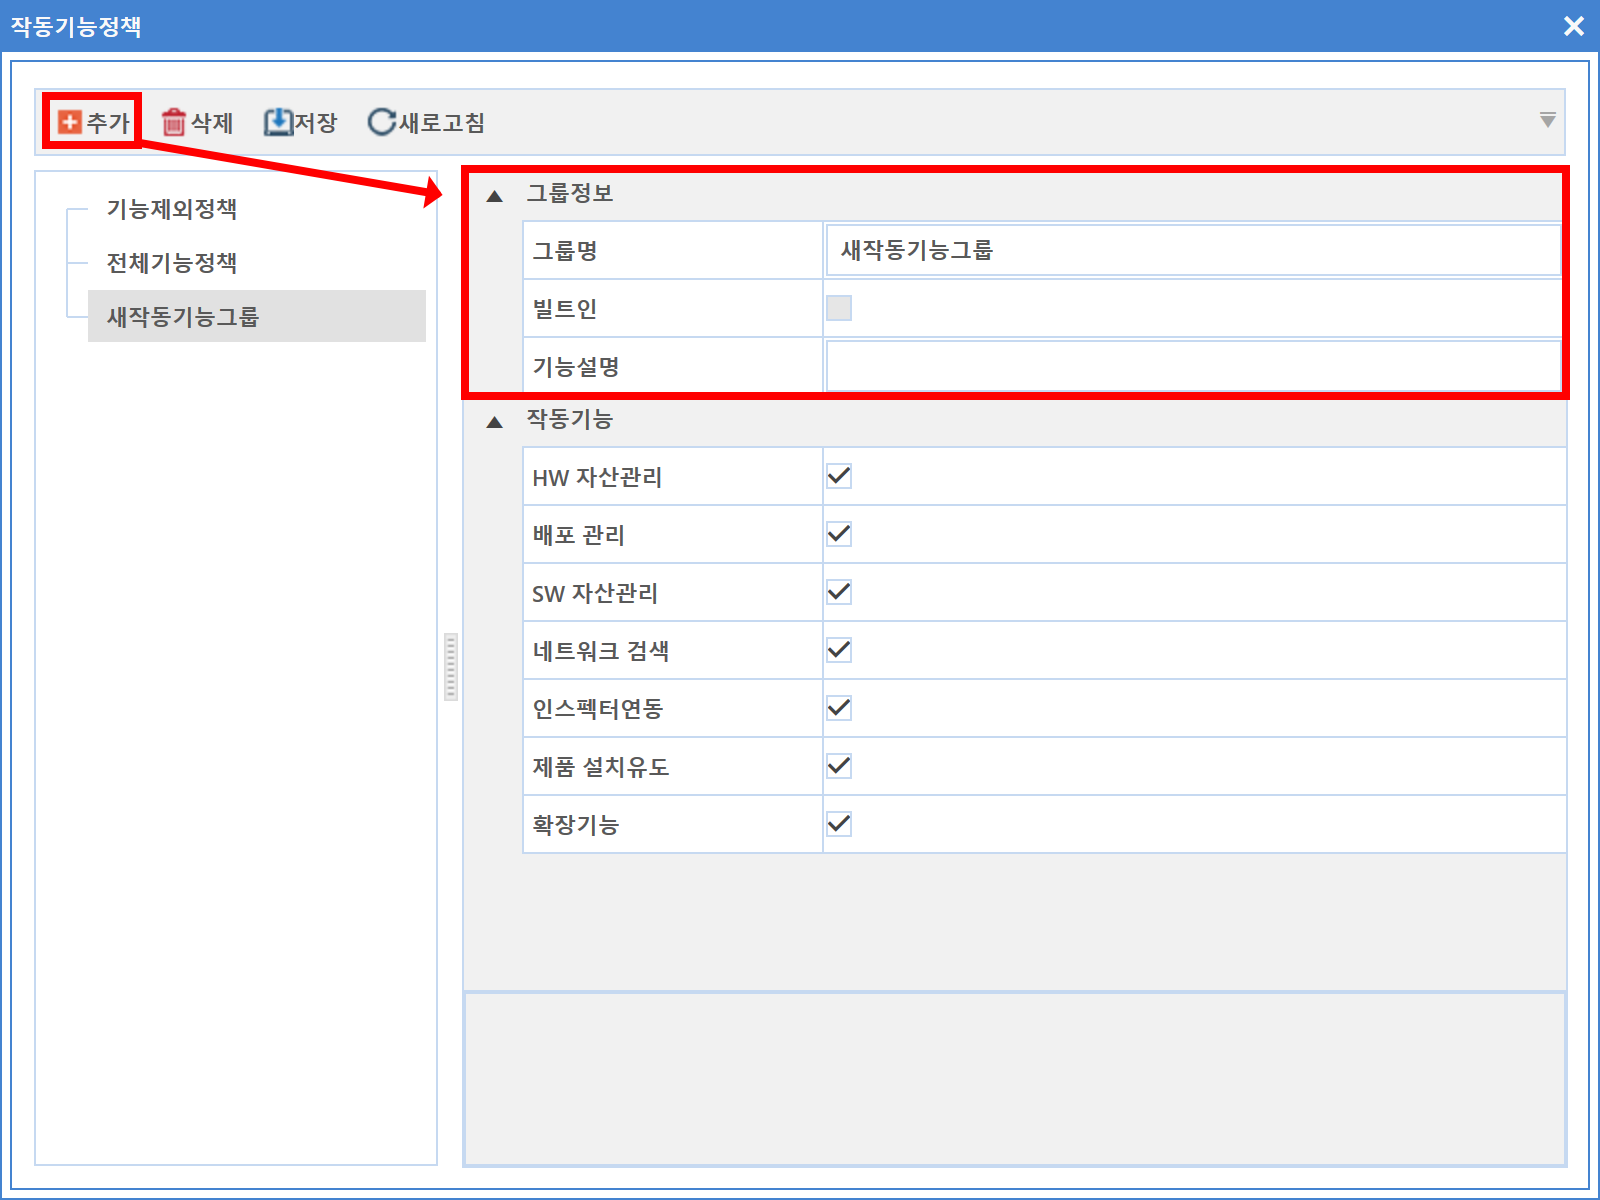 작동기능정책
추가 삭제 저장 새로고침
기능제외정책
전체기능정책
새작동기능그룹
그룹정보
그룹명 새작동기능그룹
빌트인
기능설명
작동기능
HW 자산관리
배포 관리
SW 자산관리
네트워크 검색
인스펙터연동
제품 설치유도
확장기능